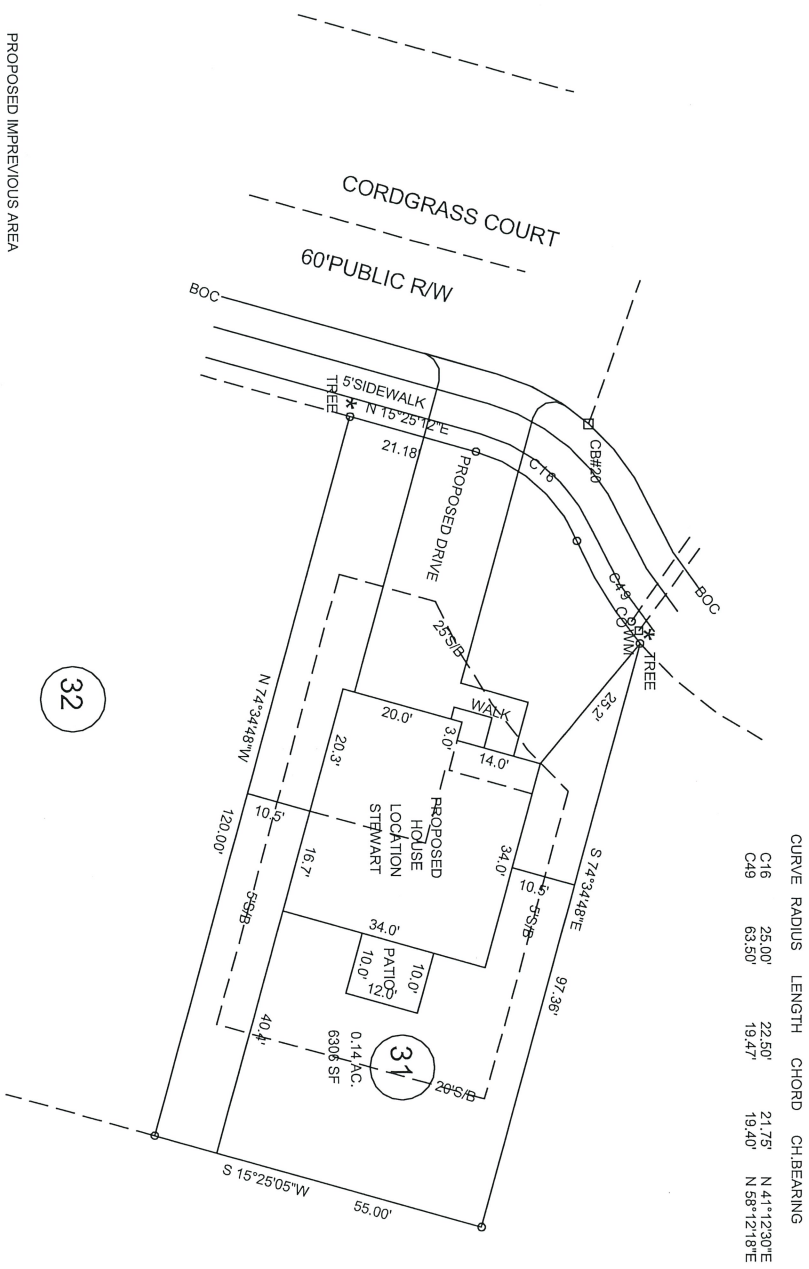 PROPOSED IMPREVIOUS AREA
CORDGRASS COURT
60'PUBLIC R/W
BOC
5'SIDEWALK
TREE
N 15°25'12"E
21.18
C16
CB#20
C49
BOC
CO
WM
TREE
PROPOSED DRIVE
25'S/B
25.2'
WALK
20.0'
3.0'
14.0'
20.3'
PROPOSED
HOUSE
LOCATION
STEWART
34.0'
16.7'
34.0'
10.5'
10.5'
N 74°34'48"W
120.00'
5'S/B
S 74°34'48"E
97.36'
5'S/B
PATIO
10.0'
10.0'
12.0'
40.4'
31
0.14 AC.
6306 SF
20'S/B
S 15°25'05"W
55.00'
32
CURVE RADIUS LENGTH CHORD CH.BEARING
C16 25.00' 22.50' 21.75' N 41°12'30"E
C49 63.50' 19.47' 19.40' N 58°12'18"E